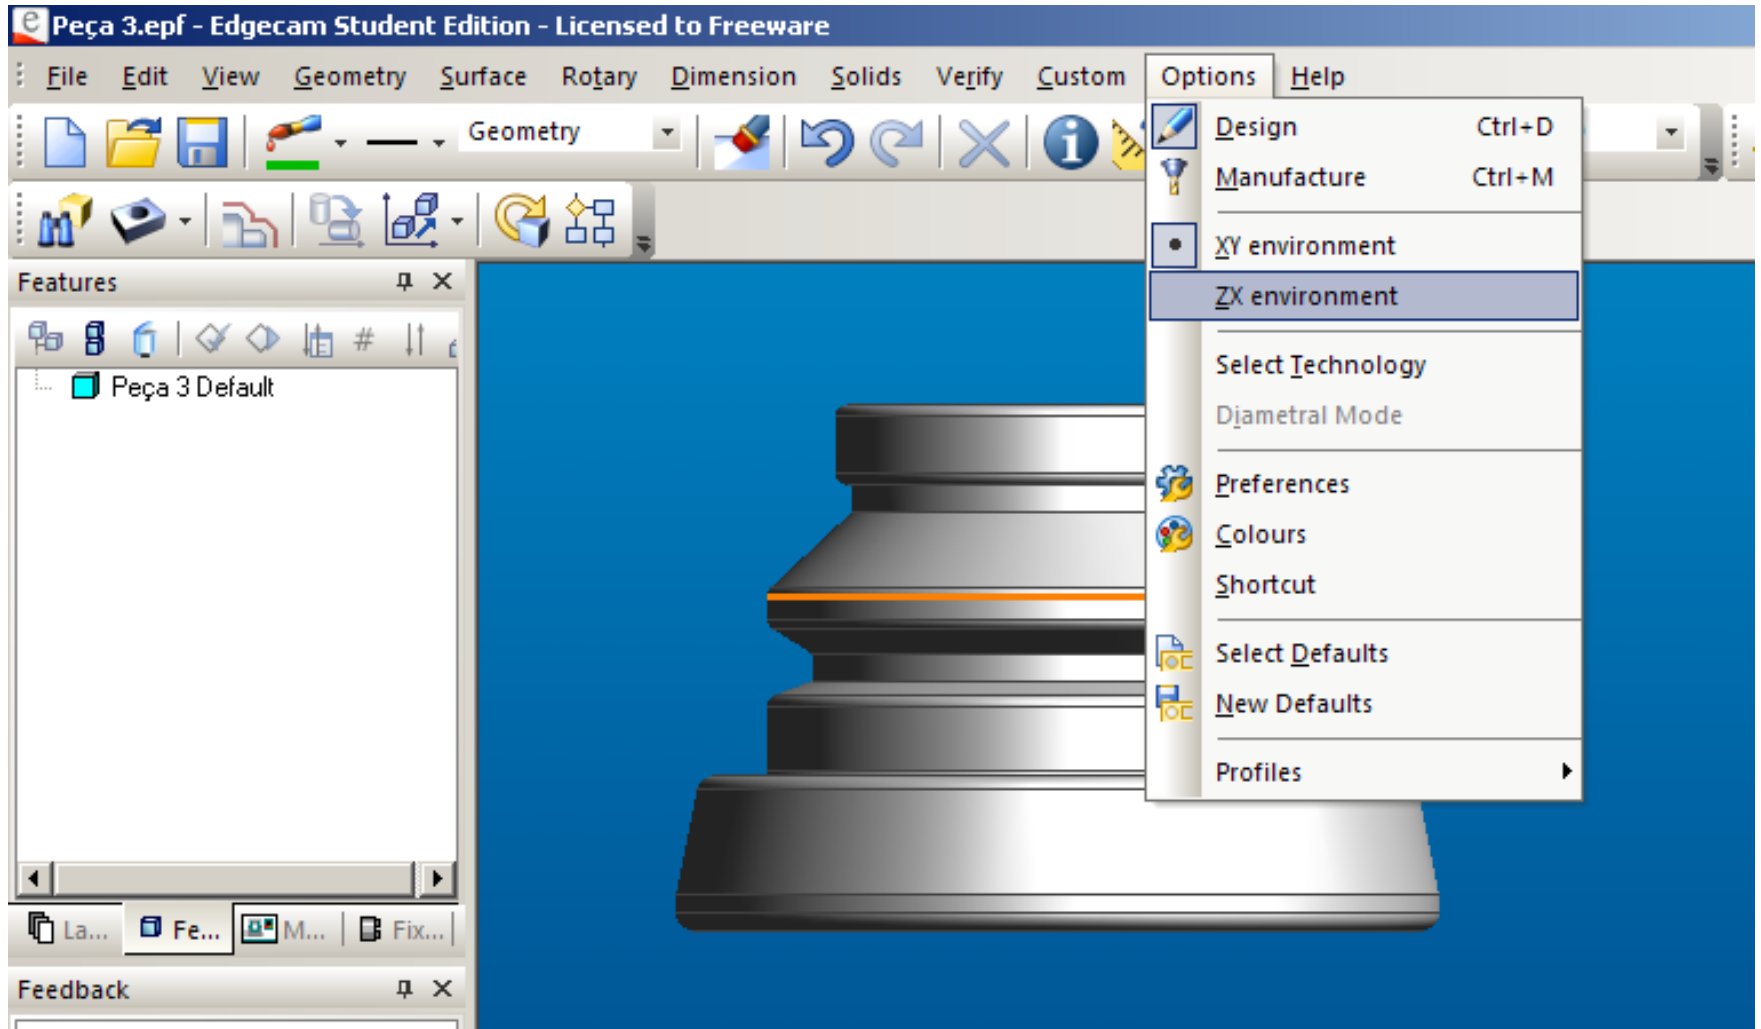 Peça 3.epf - Edgecam Student Edition - Licensed to Freeware
File Edit View Geometry Surface Rotary Dimension Solids Verify Custom Options Help
Geometry
Design Ctrl+D
Manufacture Ctrl+M
XY environment
ZX environment
Select Technology
Diametral Mode
Preferences
Colours
Shortcut
Select Defaults
New Defaults
Profiles
Features
#
Peça 3 Default
La... Fe... M... Fix...
Feedback